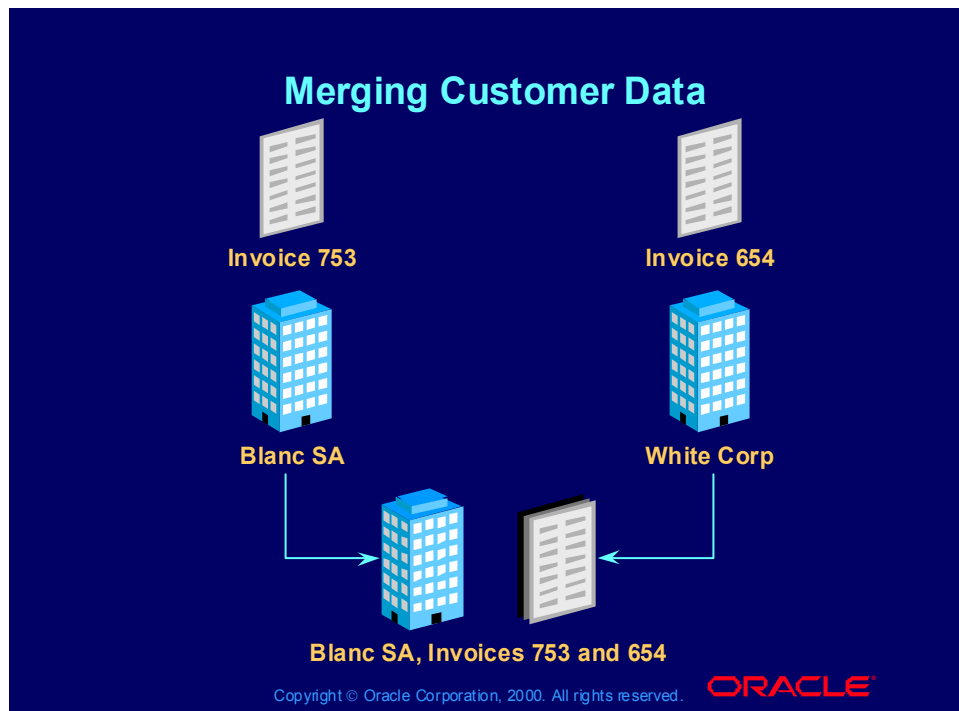 Merging Customer Data
Invoice 753
Invoice 654
Blanc SA
White Corp
Blanc SA, Invoices 753 and 654
Copyright © Oracle Corporation, 2000. All rights reserved.
ORACLE®